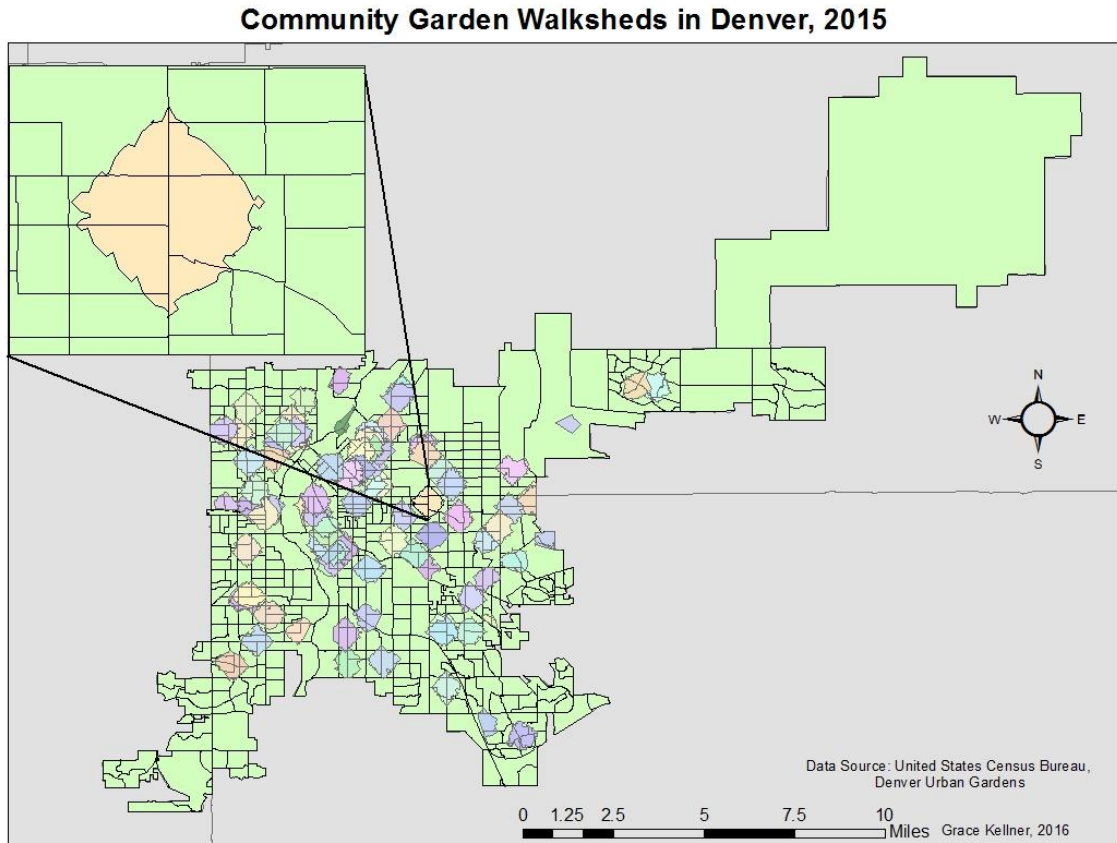 Community Garden Walksheds in Denver, 2015
N
W E
S
Data Source: United States Census Bureau,
Denver Urban Gardens
0 1.25 2.5 5 7.5 10
Miles Grace Kellner, 2016